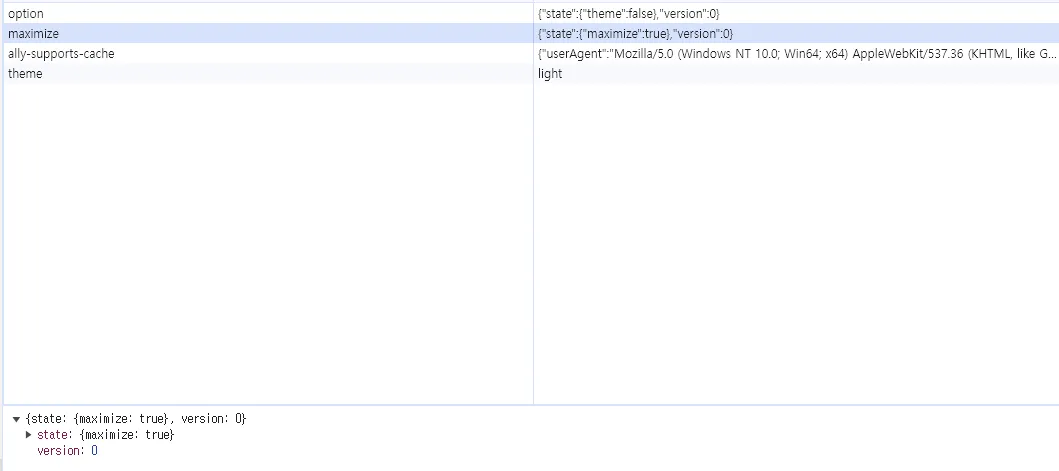 option {"state":{"theme":false},"version":0}
maximize {"state":{"maximize":true},"version":0}
ally-supports-cache {"userAgent":"Mozilla/5.0 (Windows NT 10.0; Win64; x64) AppleWebKit/537.36 (KHTML, like G...
theme light
▼ {state: {maximize: true}, version: 0}
▶ state: {maximize: true}
version: 0